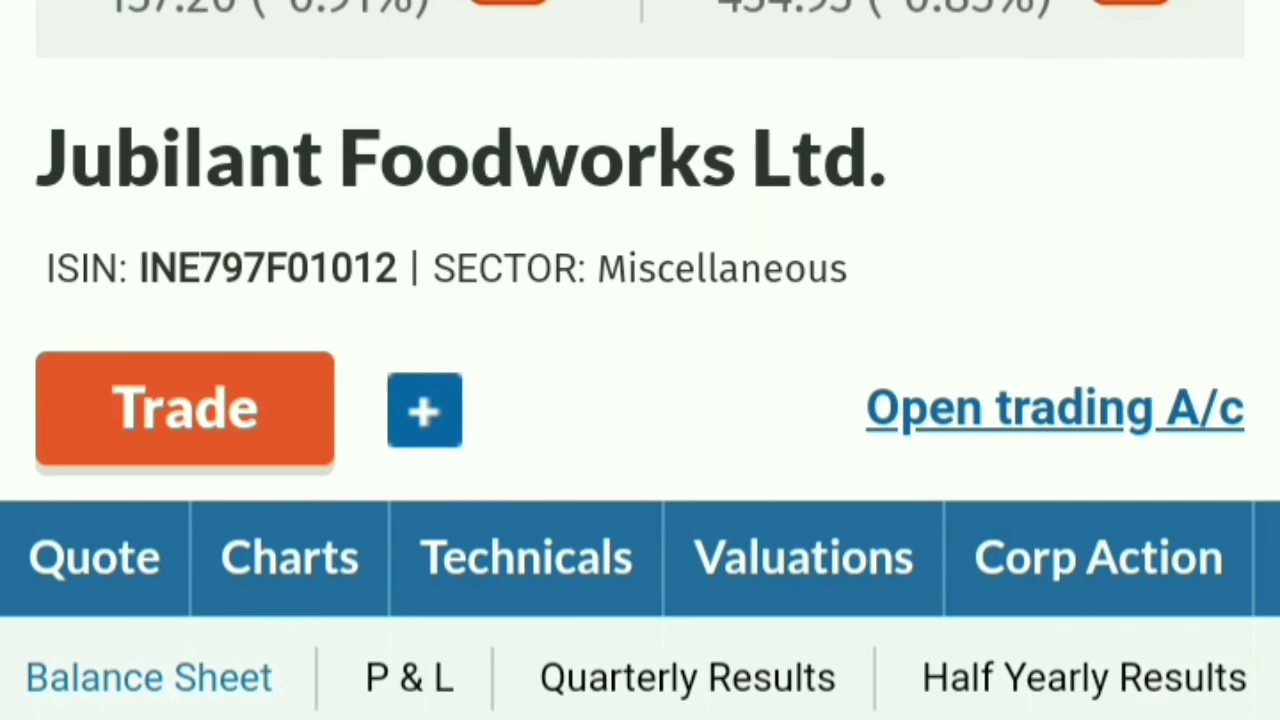 Jubilant Foodworks Ltd.
ISIN: INE797F01012 | SECTOR: Miscellaneous
Trade + Open trading A/c
Quote Charts Technicals Valuations Corp Action
Balance Sheet P & L Quarterly Results Half Yearly Results